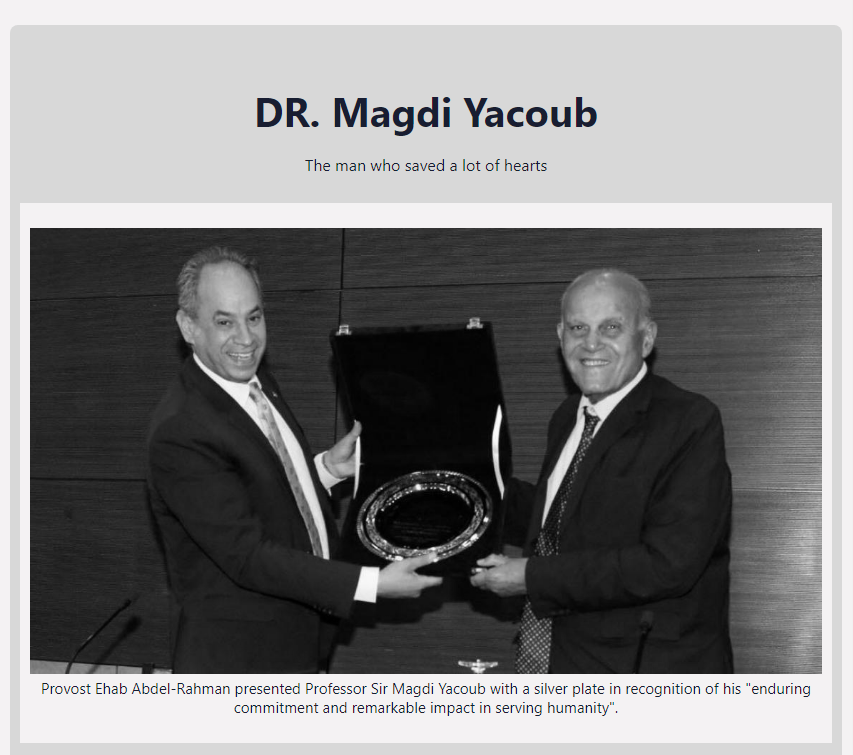 DR. Magdi Yacoub
The man who saved a lot of hearts
Provost Ehab Abdel-Rahman presented Professor Sir Magdi Yacoub with a silver plate in recognition of his "enduring
commitment and remarkable impact in serving humanity".